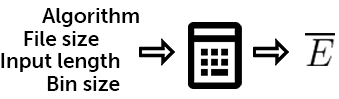 Algorithm
File size
Input length
Bin size
E̅